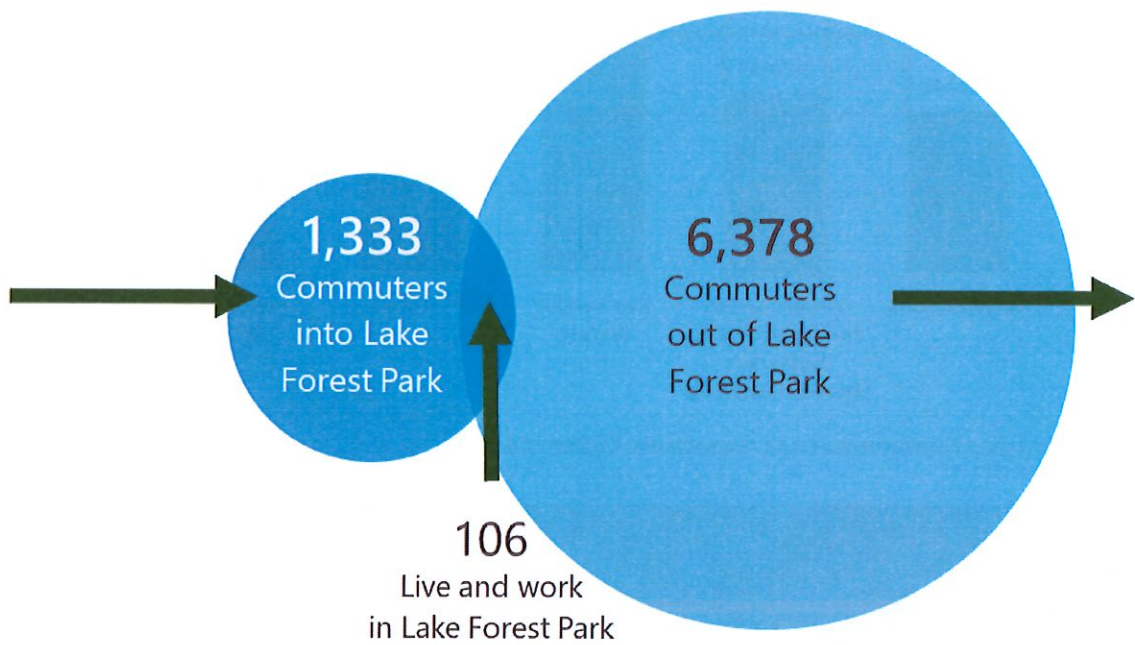 1,333
Commuters
into Lake
Forest Park
6,378
Commuters
out of Lake
Forest Park
106
Live and work
in Lake Forest Park